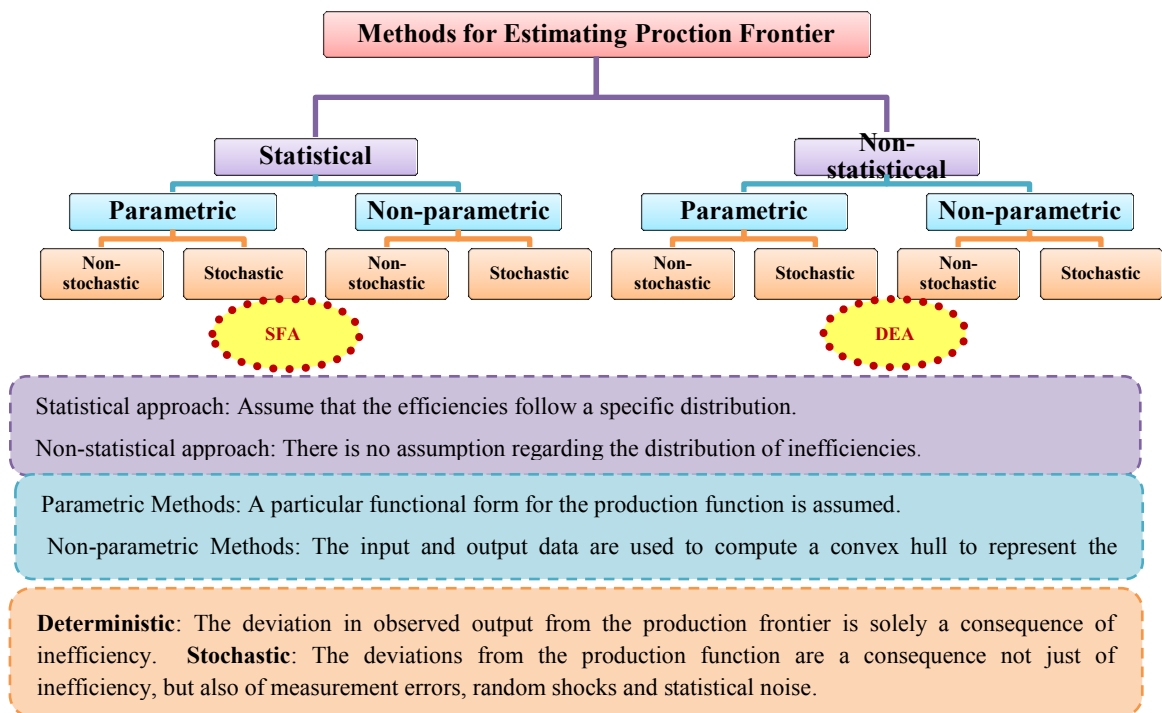 Methods for Estimating Proction Frontier
Statistical
Non-
statisticcal
Parametric
Non-parametric
Parametric
Non-parametric
Non-
stochastic
Stochastic
Non-
stochastic
Stochastic
Non-
stochastic
Stochastic
Non-
stochastic
Stochastic
SFA
DEA
Statistical approach: Assume that the efficiencies follow a specific distribution.
Non-statistical approach: There is no assumption regarding the distribution of inefficiencies.
Parametric Methods: A particular functional form for the production function is assumed.
Non-parametric Methods: The input and output data are used to compute a convex hull to represent the
Deterministic: The deviation in observed output from the production frontier is solely a consequence of
inefficiency. Stochastic: The deviations from the production function are a consequence not just of
inefficiency, but also of measurement errors, random shocks and statistical noise.